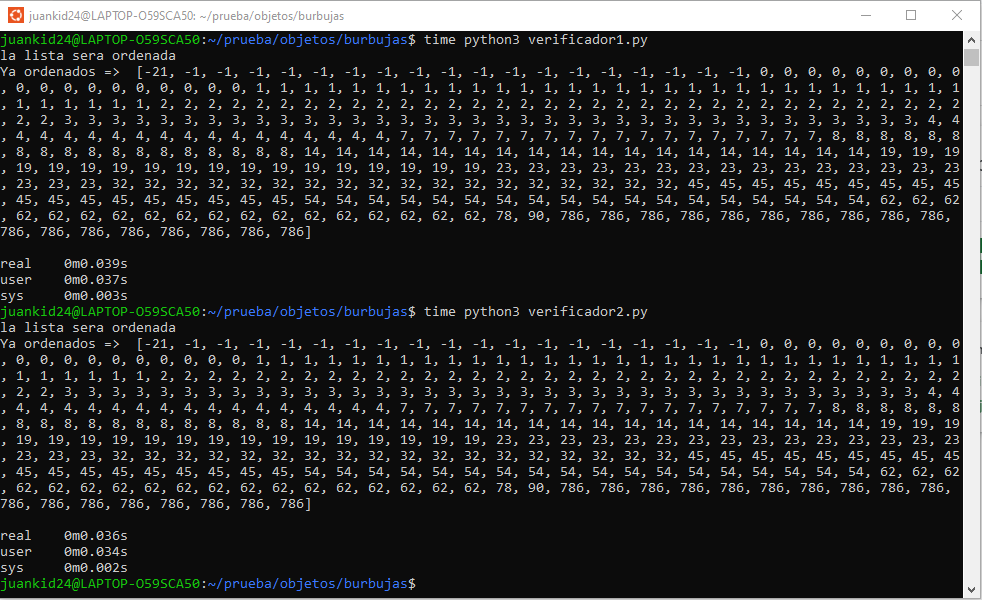 juankid24@LAPTOP-O59SCA50: ~/prueba/objetos/burbujas
juankid24@LAPTOP-O59SCA50:~/prueba/objetos/burbujas$ time python3 verificador1.py
la lista sera ordenada
Ya ordenados =>  [-21, -1, -1, -1, -1, -1, -1, -1, -1, -1, -1, -1, -1, -1, -1, -1, -1, -1, -1, 0, 0, 0, 0, 0, 0, 0, 0, 0
, 0, 0, 0, 0, 0, 0, 0, 0, 0, 0, 1, 1, 1, 1, 1, 1, 1, 1, 1, 1, 1, 1, 1, 1, 1, 1, 1, 1, 1, 1, 1, 1, 1, 1, 1, 1, 1, 1, 1, 1
, 1, 1, 1, 1, 1, 1, 2, 2, 2, 2, 2, 2, 2, 2, 2, 2, 2, 2, 2, 2, 2, 2, 2, 2, 2, 2, 2, 2, 2, 2, 2, 2, 2, 2, 2, 2, 2, 2, 2, 2
, 2, 2, 3, 3, 3, 3, 3, 3, 3, 3, 3, 3, 3, 3, 3, 3, 3, 3, 3, 3, 3, 3, 3, 3, 3, 3, 3, 3, 3, 3, 3, 3, 3, 3, 3, 3, 3, 3, 4, 4
, 4, 4, 4, 4, 4, 4, 4, 4, 4, 4, 4, 4, 4, 4, 4, 4, 7, 7, 7, 7, 7, 7, 7, 7, 7, 7, 7, 7, 7, 7, 7, 7, 7, 7, 8, 8, 8, 8, 8, 8
, 8, 8, 8, 8, 8, 8, 8, 8, 8, 8, 8, 8, 14, 14, 14, 14, 14, 14, 14, 14, 14, 14, 14, 14, 14, 14, 14, 14, 14, 14, 19, 19, 19
, 19, 19, 19, 19, 19, 19, 19, 19, 19, 19, 19, 19, 19, 19, 19, 23, 23, 23, 23, 23, 23, 23, 23, 23, 23, 23, 23, 23, 23, 23
, 23, 23, 23, 32, 32, 32, 32, 32, 32, 32, 32, 32, 32, 32, 32, 32, 32, 32, 32, 32, 32, 45, 45, 45, 45, 45, 45, 45, 45, 45
, 45, 45, 45, 45, 45, 45, 45, 45, 45, 54, 54, 54, 54, 54, 54, 54, 54, 54, 54, 54, 54, 54, 54, 54, 54, 54, 54, 62, 62, 62
, 62, 62, 62, 62, 62, 62, 62, 62, 62, 62, 62, 62, 62, 62, 62, 78, 90, 786, 786, 786, 786, 786, 786, 786, 786, 786, 786,
786, 786, 786, 786, 786, 786, 786, 786]
real    0m0.039s
user    0m0.037s
sys     0m0.003s
juankid24@LAPTOP-O59SCA50:~/prueba/objetos/burbujas$ time python3 verificador2.py
la lista sera ordenada
Ya ordenados =>  [-21, -1, -1, -1, -1, -1, -1, -1, -1, -1, -1, -1, -1, -1, -1, -1, -1, -1, -1, 0, 0, 0, 0, 0, 0, 0, 0, 0
, 0, 0, 0, 0, 0, 0, 0, 0, 0, 0, 1, 1, 1, 1, 1, 1, 1, 1, 1, 1, 1, 1, 1, 1, 1, 1, 1, 1, 1, 1, 1, 1, 1, 1, 1, 1, 1, 1, 1, 1
, 1, 1, 1, 1, 1, 1, 2, 2, 2, 2, 2, 2, 2, 2, 2, 2, 2, 2, 2, 2, 2, 2, 2, 2, 2, 2, 2, 2, 2, 2, 2, 2, 2, 2, 2, 2, 2, 2, 2, 2
, 2, 2, 3, 3, 3, 3, 3, 3, 3, 3, 3, 3, 3, 3, 3, 3, 3, 3, 3, 3, 3, 3, 3, 3, 3, 3, 3, 3, 3, 3, 3, 3, 3, 3, 3, 3, 3, 3, 4, 4
, 4, 4, 4, 4, 4, 4, 4, 4, 4, 4, 4, 4, 4, 4, 4, 4, 7, 7, 7, 7, 7, 7, 7, 7, 7, 7, 7, 7, 7, 7, 7, 7, 7, 7, 8, 8, 8, 8, 8, 8
, 8, 8, 8, 8, 8, 8, 8, 8, 8, 8, 8, 8, 14, 14, 14, 14, 14, 14, 14, 14, 14, 14, 14, 14, 14, 14, 14, 14, 14, 14, 19, 19, 19
, 19, 19, 19, 19, 19, 19, 19, 19, 19, 19, 19, 19, 19, 19, 19, 23, 23, 23, 23, 23, 23, 23, 23, 23, 23, 23, 23, 23, 23, 23
, 23, 23, 23, 32, 32, 32, 32, 32, 32, 32, 32, 32, 32, 32, 32, 32, 32, 32, 32, 32, 32, 45, 45, 45, 45, 45, 45, 45, 45, 45
, 45, 45, 45, 45, 45, 45, 45, 45, 45, 54, 54, 54, 54, 54, 54, 54, 54, 54, 54, 54, 54, 54, 54, 54, 54, 54, 54, 62, 62, 62
, 62, 62, 62, 62, 62, 62, 62, 62, 62, 62, 62, 62, 62, 62, 62, 78, 90, 786, 786, 786, 786, 786, 786, 786, 786, 786, 786,
786, 786, 786, 786, 786, 786, 786, 786]
real    0m0.036s
user    0m0.034s
sys     0m0.002s
juankid24@LAPTOP-O59SCA50:~/prueba/objetos/burbujas$